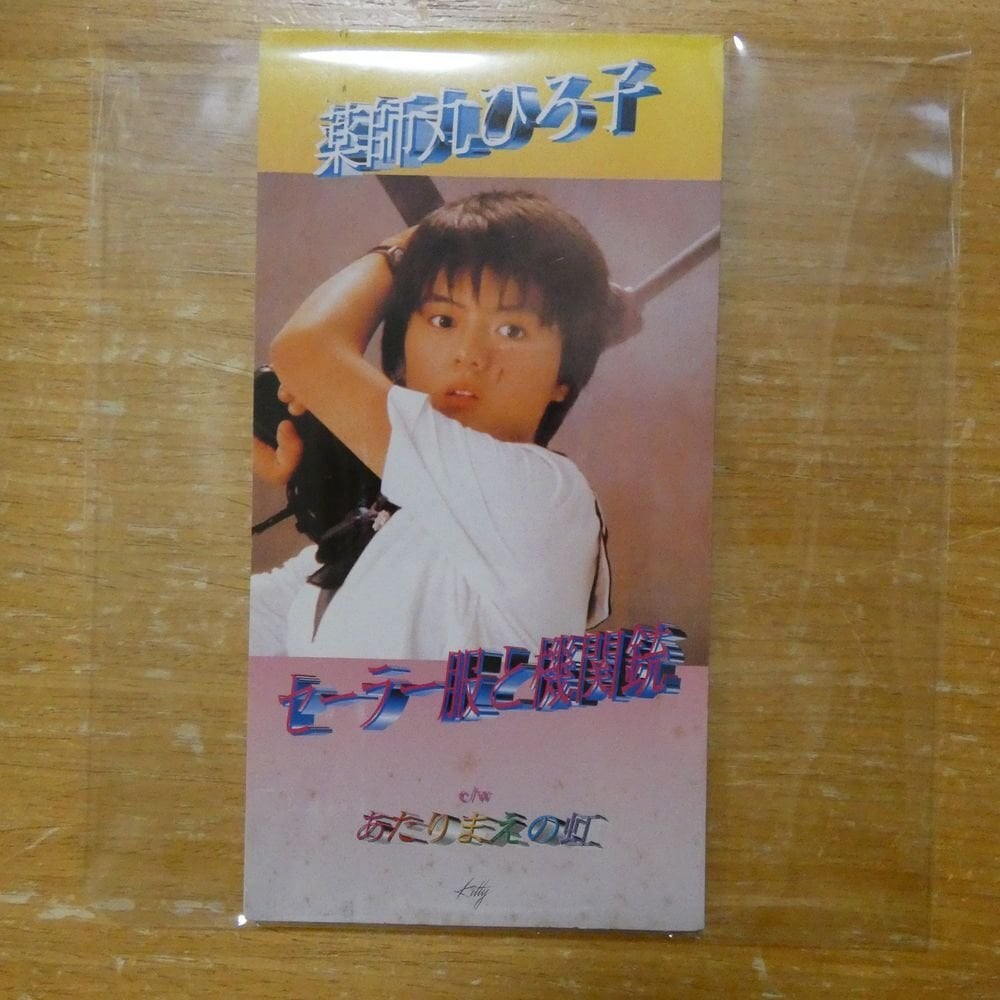 薬師丸ひろ子
セーラー服と機関銃
c/w
あたりまえの虹
Kitty